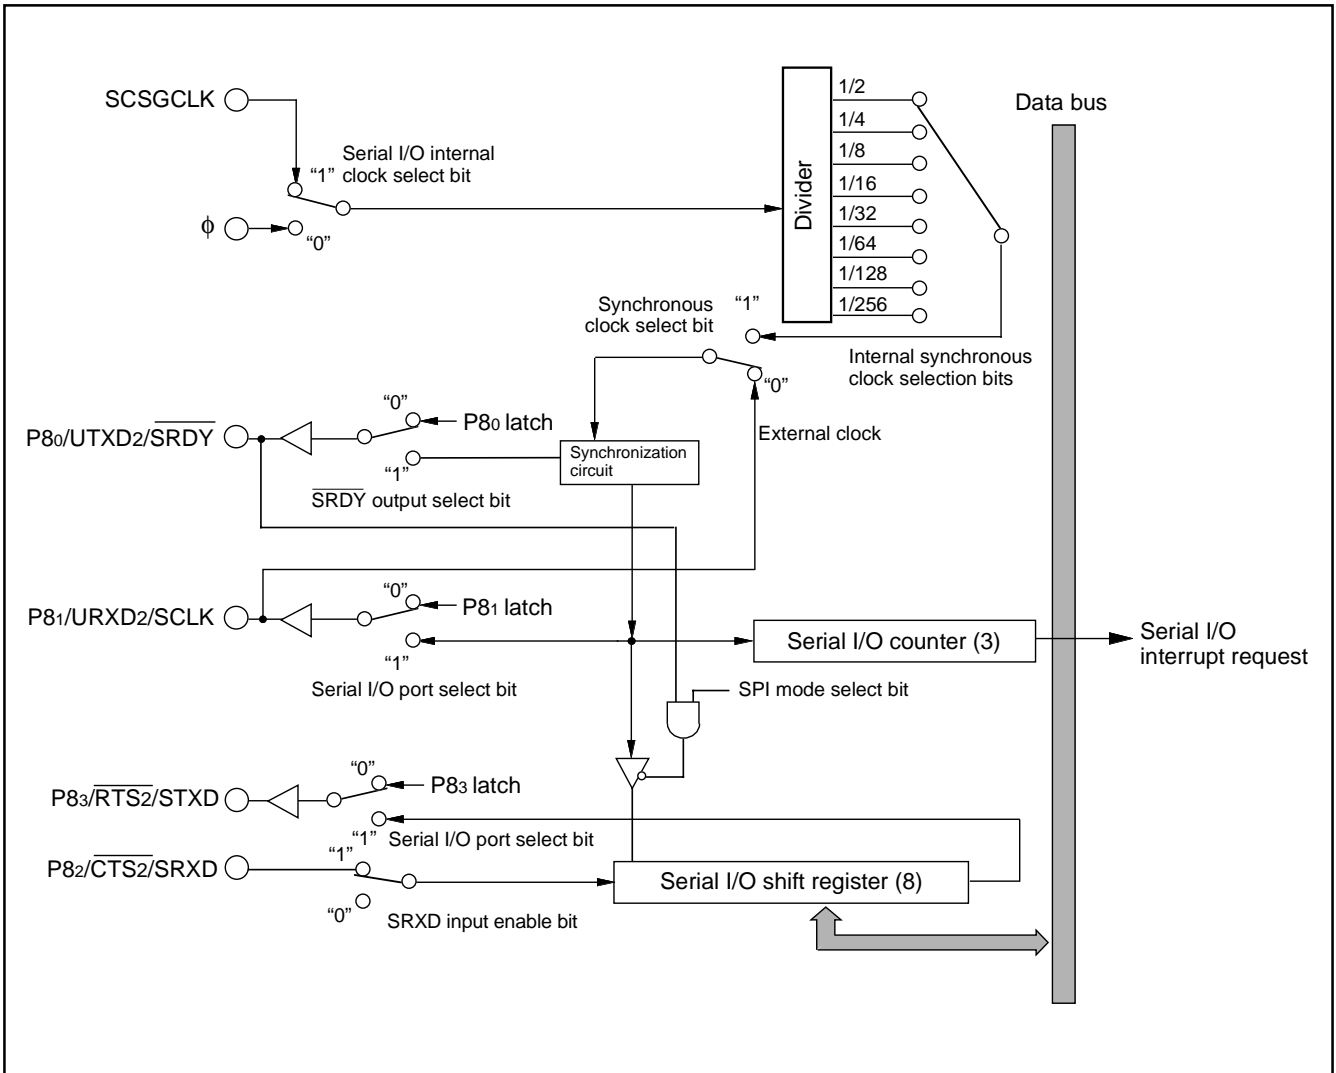 SCSGCLK
Serial I/O internal
clock select bit
“1”
ϕ
“0”
Divider
1/2
1/4
1/8
1/16
1/32
1/64
1/128
1/256
Data bus
Synchronous
clock select bit
“1”
“0”
Internal synchronous
clock selection bits
External clock
P80/UTXD2/SRDY
“0”
P80 latch
“1”
SRDY output select bit
Synchronization
circuit
P81/URXD2/SCLK
“0”
P81 latch
“1”
Serial I/O port select bit
Serial I/O counter (3)
Serial I/O
interrupt request
SPI mode select bit
P83/RTS2/STXD
“0”
P83 latch
“1”
Serial I/O port select bit
P82/CTS2/SRXD
“1”
“0”
SRXD input enable bit
Serial I/O shift register (8)